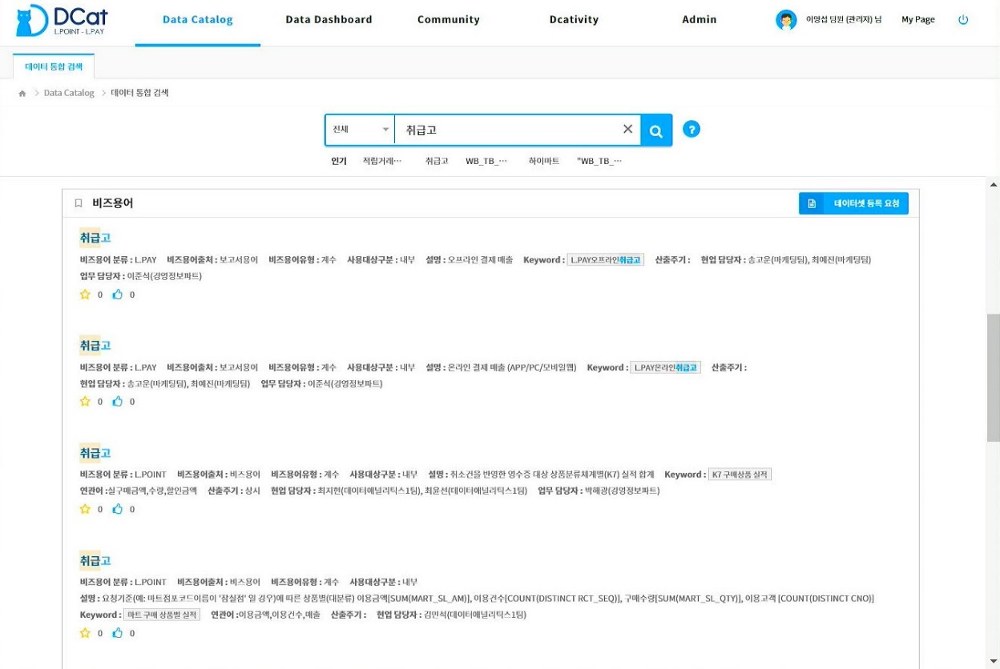 DCat
L.POINT - L.PAY
Data Catalog Data Dashboard Community Dcativity Admin 이영섭 팀원 (관리자) 님 My Page
데이터 통합 검색
> Data Catalog > 데이터 통합 검색
전체 취급고 ?
인기 적립거래… 취급고 WB_TB_… 하이마트 "WB_TB_…
비즈용어 데이터셋 등록 요청
취급고
비즈용어 분류 : L.PAY 비즈용어출처 : 보고서용어 비즈용어유형 : 계수 사용대상구분 : 내부 설명 : 오프라인 결제 매출 Keyword : L.PAY오프라인취급고 산출주기 : 현업 담당자 : 송고운(마케팅팀), 최예진(마케팅팀)
업무 담당자 : 이준석(경영정보파트)
0 0
취급고
비즈용어 분류 : L.PAY 비즈용어출처 : 보고서용어 비즈용어유형 : 계수 사용대상구분 : 내부 설명 : 온라인 결제 매출 (APP/PC/모바일웹) Keyword : L.PAY온라인취급고 산출주기 :
현업 담당자 : 송고운(마케팅팀), 최예진(마케팅팀) 업무 담당자 : 이준석(경영정보파트)
0 0
취급고
비즈용어 분류 : L.POINT 비즈용어출처 : 비즈용어 비즈용어유형 : 계수 사용대상구분 : 내부 설명 : 취소건을 반영한 영수증 대상 상품분류체계별(K7) 실적 합계 Keyword : K7 구매상품 실적
연관어 :실구매금액,수량,할인금액 산출주기 : 상시 현업 담당자 : 최지현(데이터애널리틱스1팀), 최윤선(데이터애널리틱스1팀) 업무 담당자 : 박해광(경영정보파트)
0 0
취급고
비즈용어 분류 : L.POINT 비즈용어출처 : 비즈용어 비즈용어유형 : 계수 사용대상구분 : 내부
설명 : 요청기준(예: 마트점포코드이름이 '잠실점' 일 경우)에 따른 상품별(대분류) 이용금액[SUM(MART_SL_AM)], 이용건수[COUNT(DISTINCT RCT_SEQ)], 구매수량[SUM(MART_SL_QTY)], 이용고객 [COUNT(DISTINCT CNO)]
Keyword : 마트 구매 상품별 실적 연관어 :이용금액,이용건수,매출 산출주기 : 현업 담당자 : 김민석(데이터애널리틱스1팀)
0 0